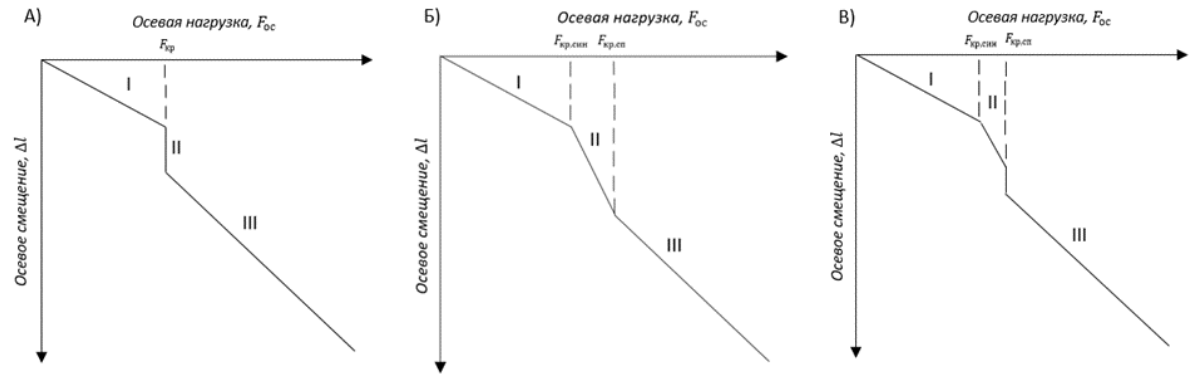 А)
Осевая нагрузка, Fос
Fкр
I
II
III
Осевое смещение, Δl
Б)
Осевая нагрузка, Fос
Fкр.син Fкр.сп
I
II
III
Осевое смещение, Δl
В)
Осевая нагрузка, Fос
Fкр.син Fкр.сп
I
II
III
Осевое смещение, Δl